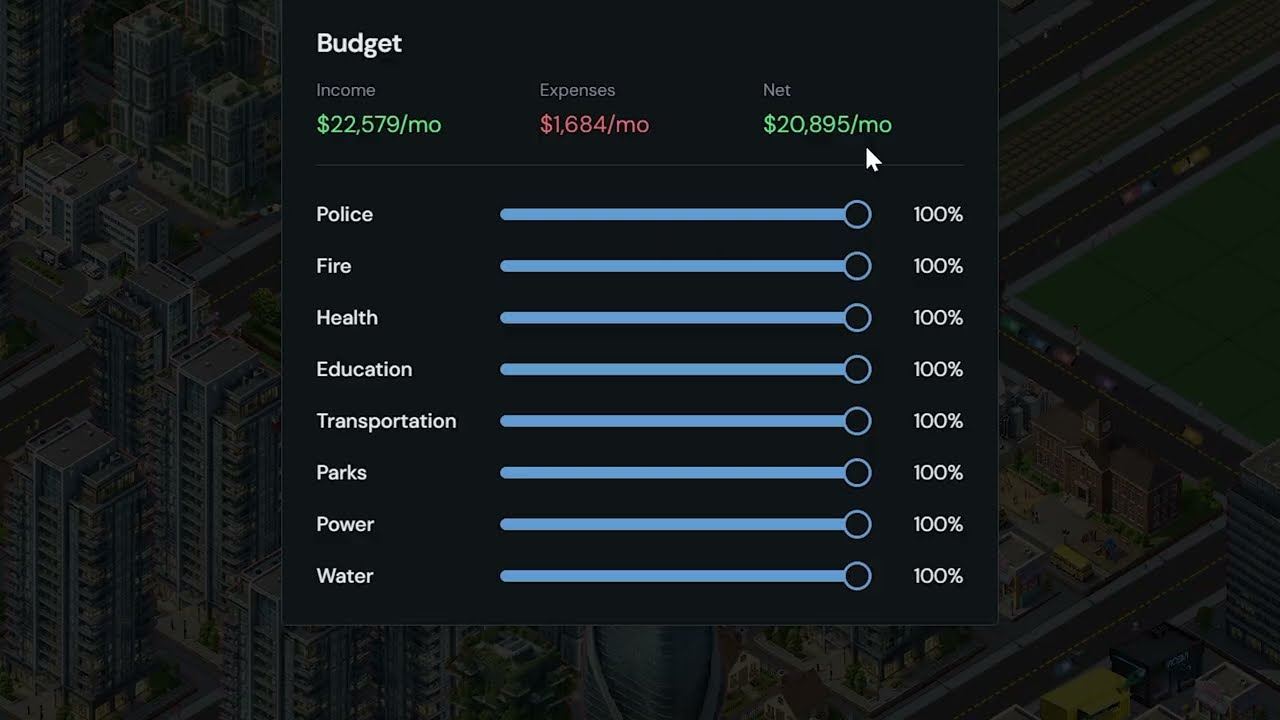 Budget
Income Expenses Net
$22,579/mo $1,684/mo $20,895/mo
Police 100%
Fire 100%
Health 100%
Education 100%
Transportation 100%
Parks 100%
Power 100%
Water 100%